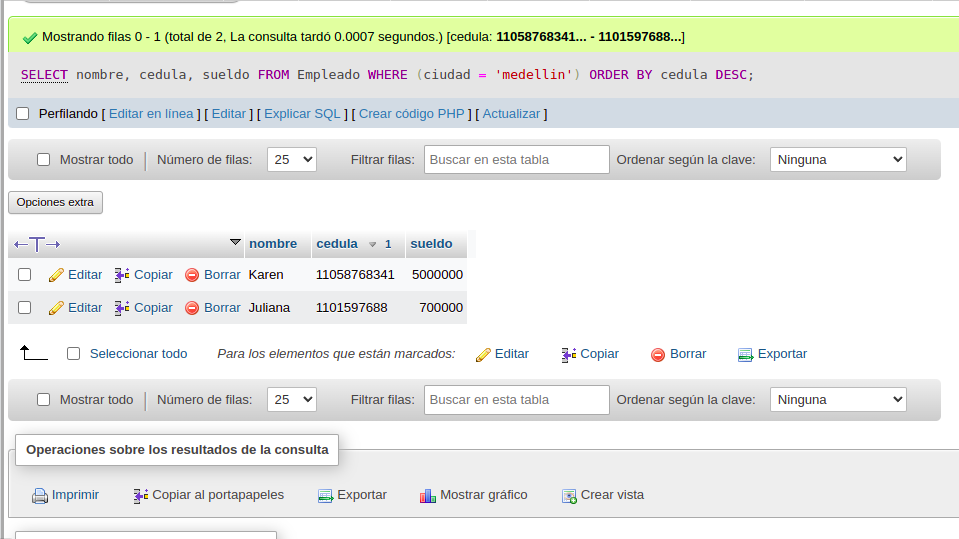 Mostrando filas 0 - 1 (total de 2, La consulta tardó 0.0007 segundos.) [cedula: 11058768341... - 1101597688...]
SELECT nombre, cedula, sueldo FROM Empleado WHERE (ciudad = 'medellin') ORDER BY cedula DESC;
Perfilando [ Editar en línea ] [ Editar ] [ Explicar SQL ] [ Crear código PHP ] [ Actualizar ]
Mostrar todo | Número de filas: 25 Filtrar filas: Buscar en esta tabla Ordenar según la clave: Ninguna
Opciones extra
nombre cedula 1 sueldo
Editar Copiar Borrar Karen 11058768341 5000000
Editar Copiar Borrar Juliana 1101597688 700000
Seleccionar todo Para los elementos que están marcados: Editar Copiar Borrar Exportar
Mostrar todo | Número de filas: 25 Filtrar filas: Buscar en esta tabla Ordenar según la clave: Ninguna
Operaciones sobre los resultados de la consulta
Imprimir Copiar al portapapeles Exportar Mostrar gráfico Crear vista